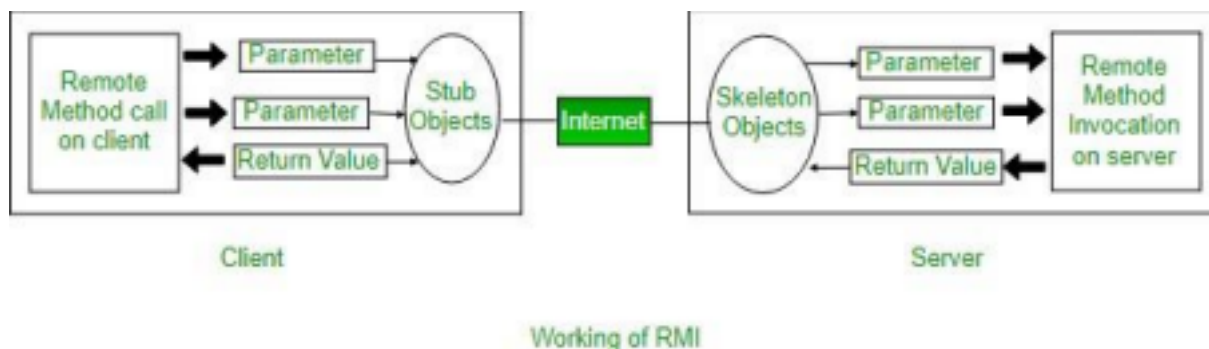 Remote
Method call
on client
Parameter
Parameter
Return Value
Stub
Objects
Internet
Skeleton
Objects
Parameter
Parameter
Return Value
Remote
Method
Invocation
on server
Client
Server
Working of RMI